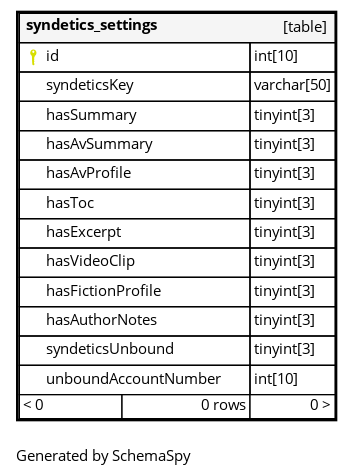 syndetics_settings [table]
id int[10]
syndeticsKey varchar[50]
hasSummary tinyint[3]
hasAvSummary tinyint[3]
hasAvProfile tinyint[3]
hasToc tinyint[3]
hasExcerpt tinyint[3]
hasVideoClip tinyint[3]
hasFictionProfile tinyint[3]
hasAuthorNotes tinyint[3]
syndeticsUnbound tinyint[3]
unboundAccountNumber int[10]
< 0 0 rows 0 >
Generated by SchemaSpy